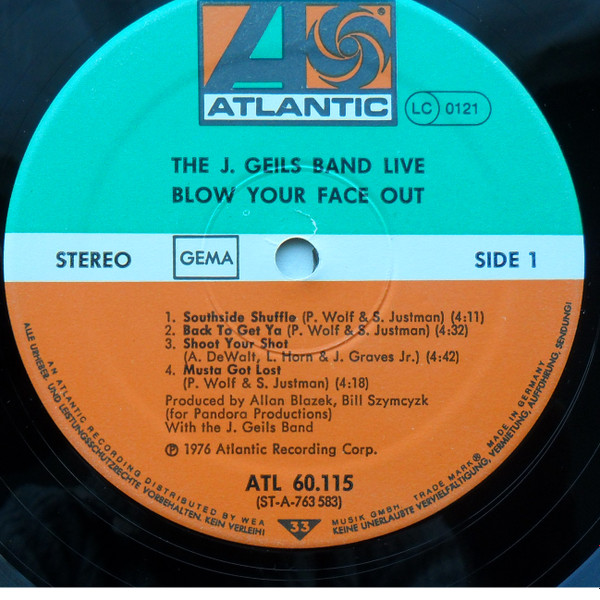 ATLANTIC
LC 0121
THE J. GEILS BAND LIVE
BLOW YOUR FACE OUT
STEREO GEMA SIDE 1
1. Southside Shuffle (P. Wolf & S. Justman) (4:11)
2. Back To Get Ya (P. Wolf & S. Justman) (4:32)
3. Shoot Your Shot
(A. DeWalt, L. Horn & J. Graves Jr.) (4:42)
4. Musta Got Lost
(P. Wolf & S. Justman) (4:18)
Produced by Allan Blazek, Bill Szymcyzk
(for Pandora Productions)
With the J. Geils Band
℗ 1976 Atlantic Recording Corp.
ATL 60.115
(ST-A-763 583)
33
AN ATLANTIC RECORDING DISTRIBUTED BY WEA MUSIK GMBH. TRADE MARK® MADE IN GERMANY
ALLE URHEBER- UND LEISTUNGSSCHUTZRECHTE VORBEHALTEN. KEIN VERLEIH! KEINE UNERLAUBTE VERVIELFÄLTIGUNG, VERMIETUNG, AUFFÜHRUNG, SENDUNG!